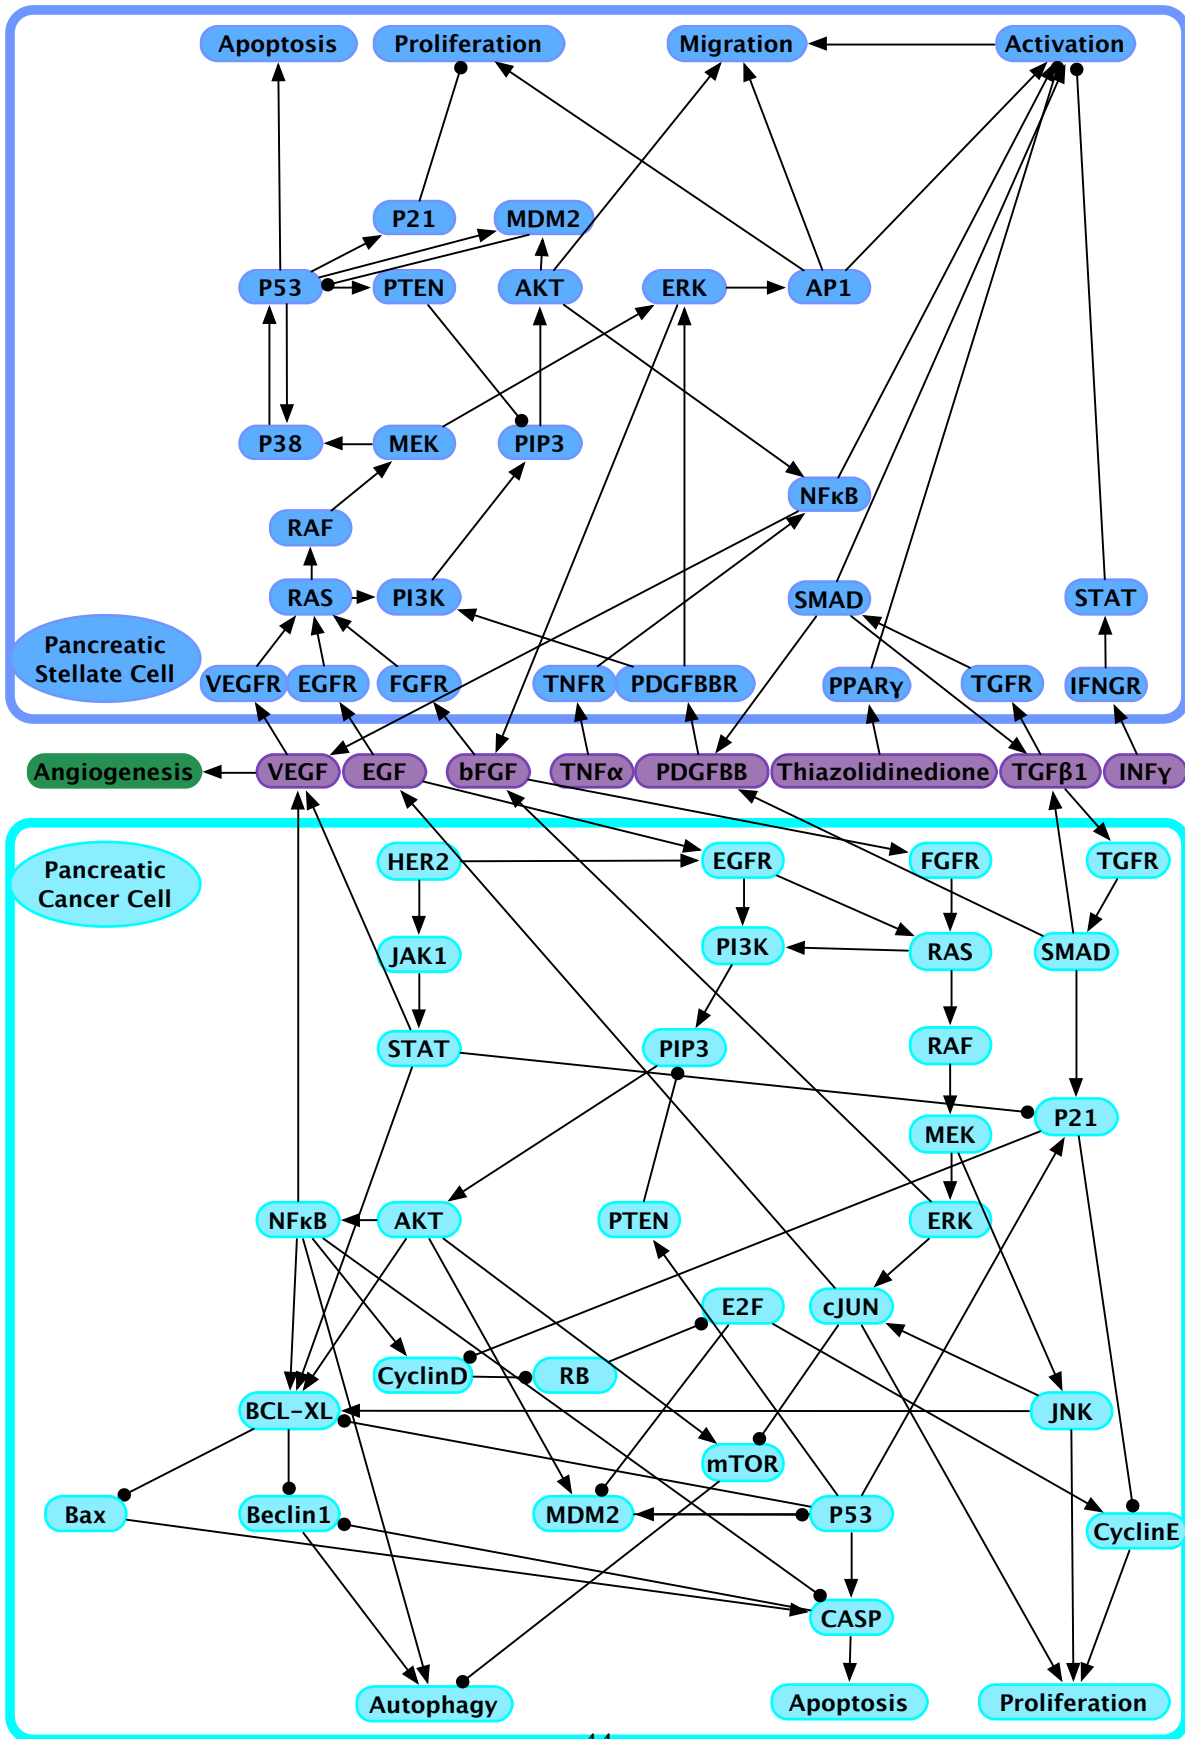 Apoptosis
Proliferation
Migration
Activation
P21
MDM2
P53
PTEN
AKT
ERK
AP1
P38
MEK
PIP3
NFκB
RAF
RAS
PI3K
SMAD
STAT
Pancreatic
Stellate Cell
VEGFR
EGFR
FGFR
TNFR
PDGFBBR
PPARγ
TGFR
IFNGR
Angiogenesis
VEGF
EGF
bFGF
TNFα
PDGFBB
Thiazolidinedione
TGFβ1
INFγ
Pancreatic
Cancer Cell
HER2
EGFR
FGFR
TGFR
JAK1
PI3K
RAS
SMAD
STAT
PIP3
RAF
P21
MEK
NFκB
AKT
PTEN
ERK
E2F
cJUN
CyclinD
RB
BCL-XL
JNK
mTOR
Bax
Beclin1
MDM2
P53
CyclinE
CASP
Autophagy
Apoptosis
Proliferation